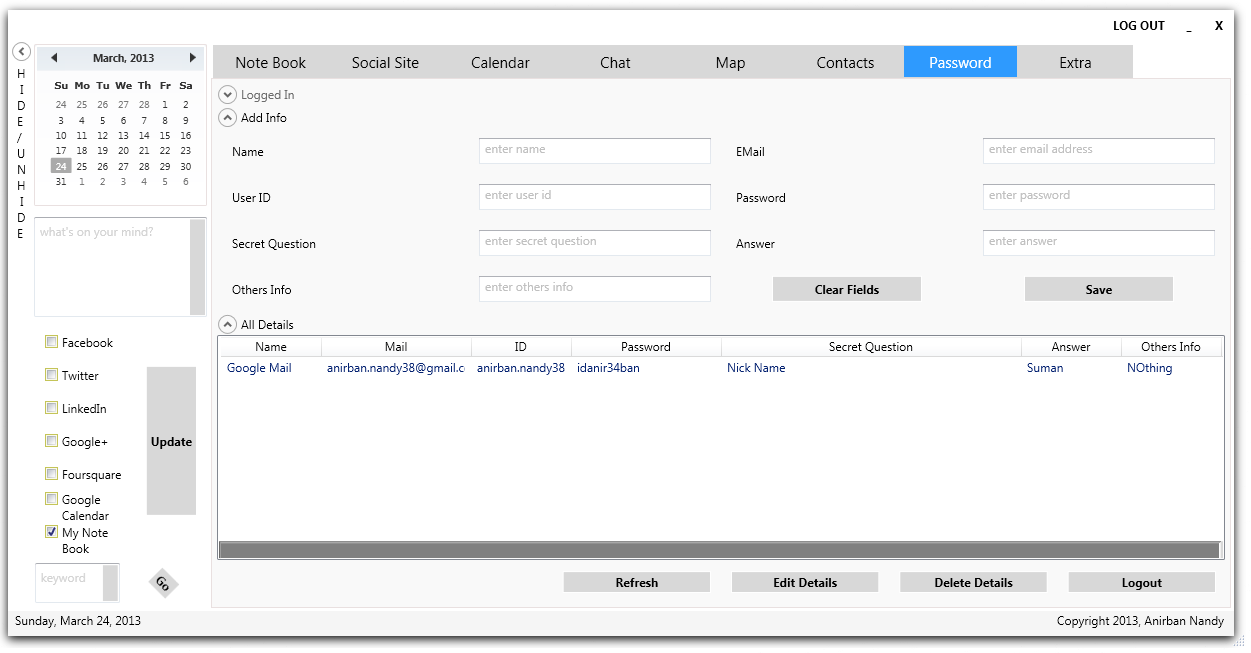 LOG OUT _ X
HIDE/UNHIDE
March, 2013
Su Mo Tu We Th Fr Sa
24 25 26 27 28 1 2
3 4 5 6 7 8 9
10 11 12 13 14 15 16
17 18 19 20 21 22 23
24 25 26 27 28 29 30
31 1 2 3 4 5 6
what's on your mind?
Facebook
Twitter
LinkedIn
Google+
Foursquare
Google
Calendar
My Note
Book
Update
keyword
Go
Note Book Social Site Calendar Chat Map Contacts Password Extra
Logged In
Add Info
Name enter name EMail enter email address
User ID enter user id Password enter password
Secret Question enter secret question Answer enter answer
Others Info enter others info Clear Fields Save
All Details
Name Mail ID Password Secret Question Answer Others Info
Google Mail anirban.nandy38@gmail.c anirban.nandy38 idanir34ban Nick Name Suman NOthing
Refresh Edit Details Delete Details Logout
Sunday, March 24, 2013 Copyright 2013, Anirban Nandy